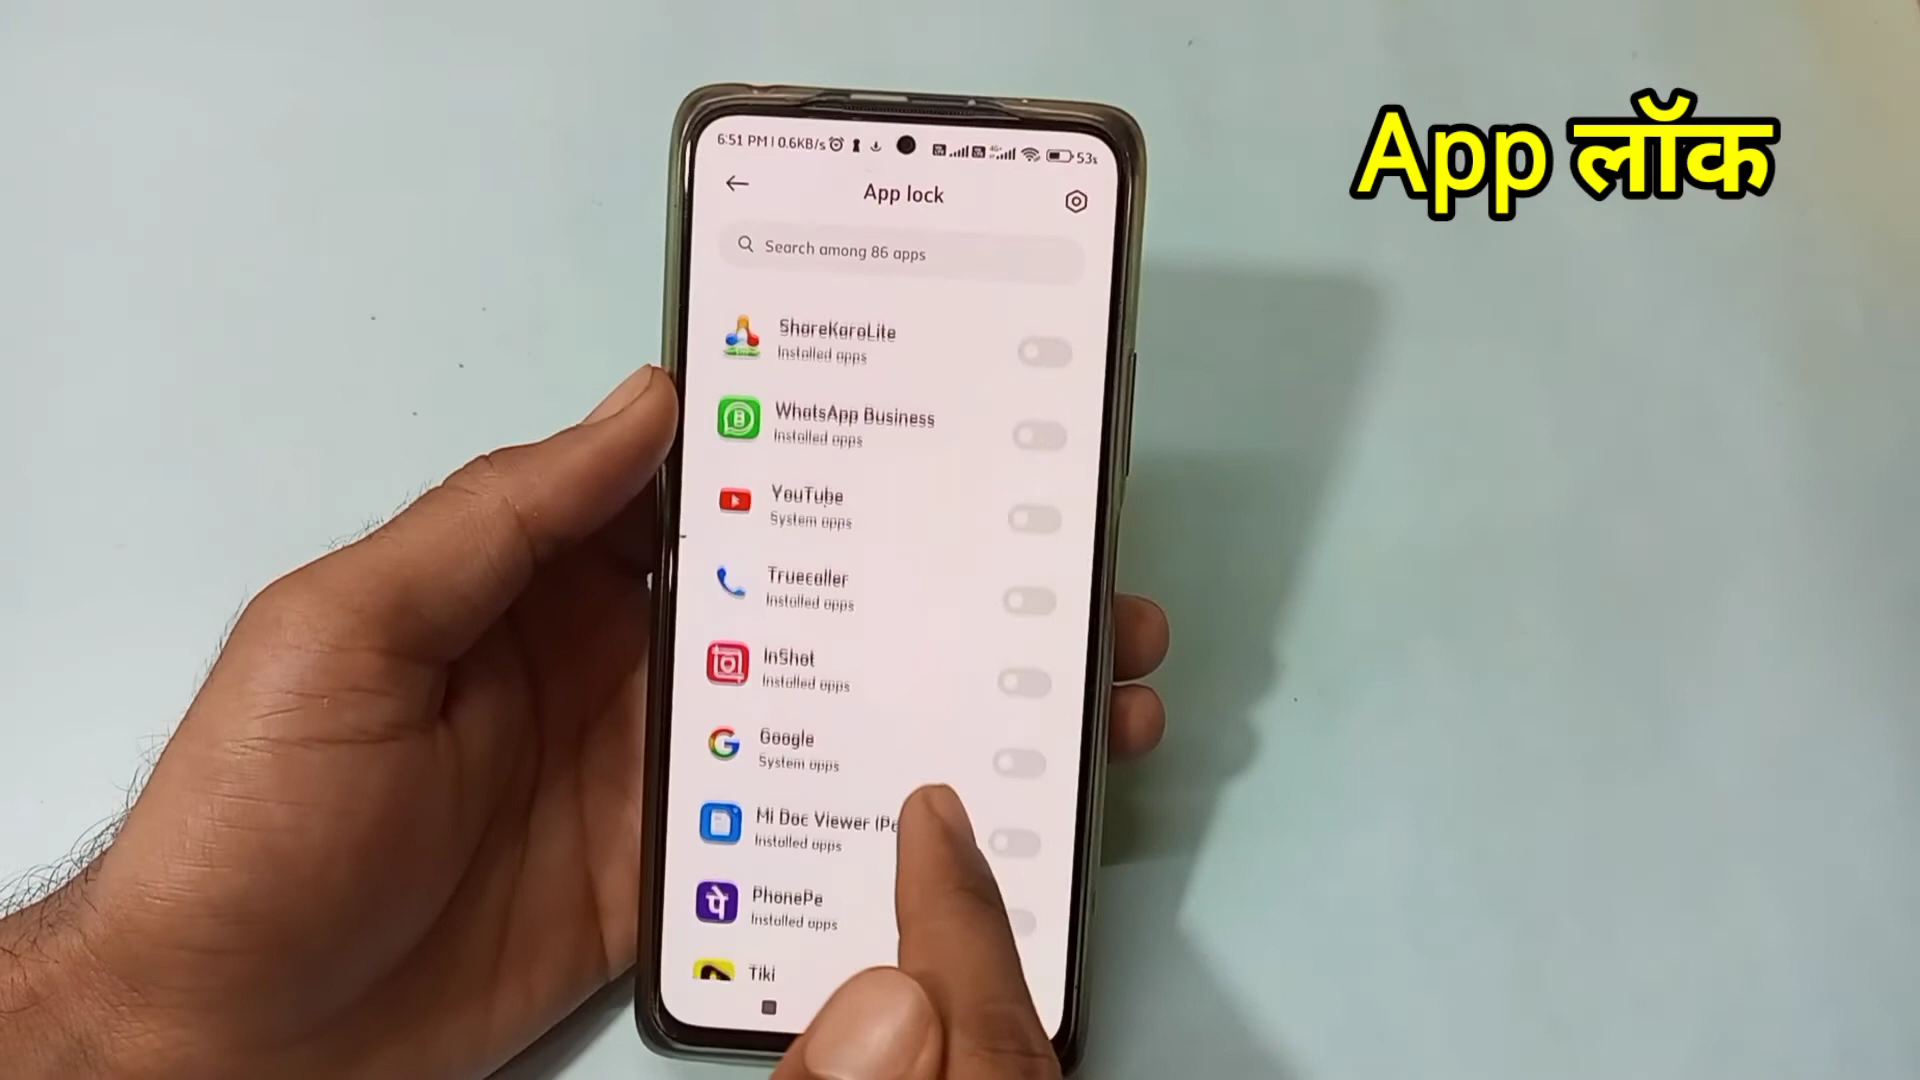 App लॉक
6:51 PM | 0.6KB/s
4G+
53%
App lock
Search among 86 apps
ShareKaroLite
Installed apps
WhatsApp Business
Installed apps
YouTube
System apps
Truecaller
Installed apps
InShot
Installed apps
Google
System apps
Mi Doc Viewer
Installed apps
पे
PhonePe
Installed apps
Tiki